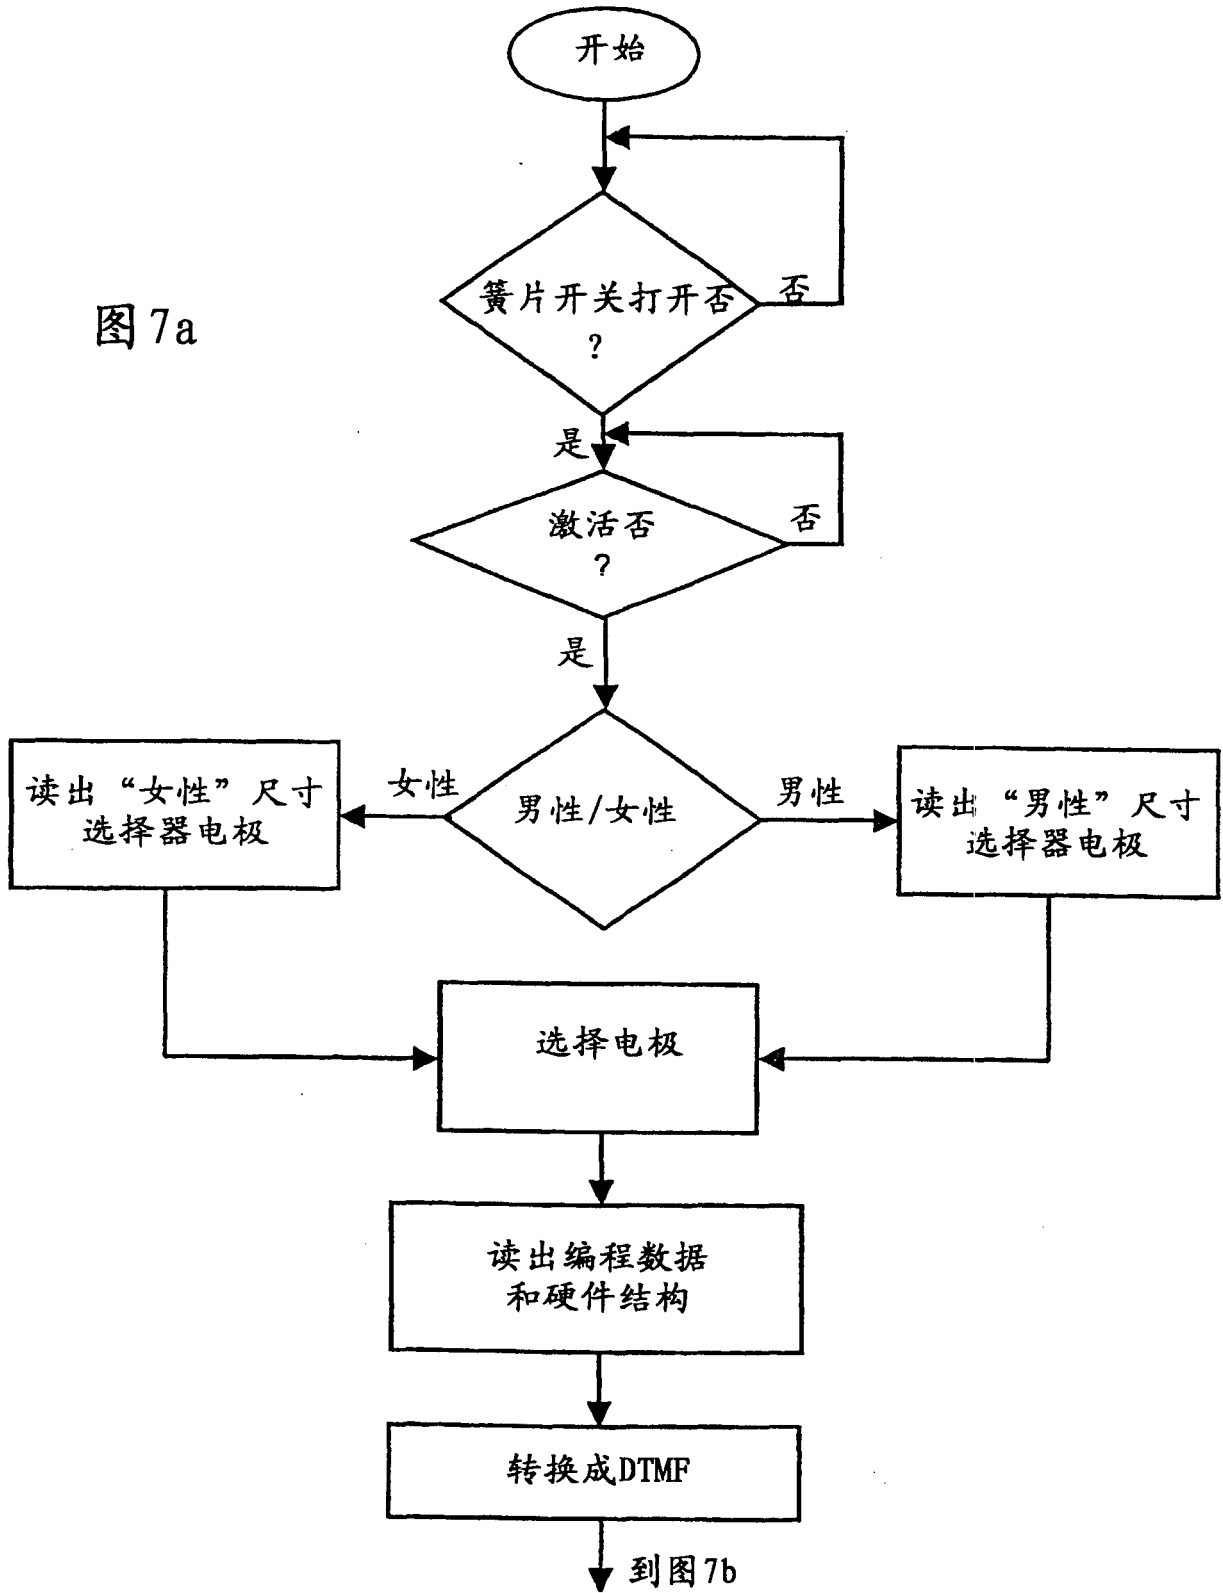 开始
簧片开关打开否
?
否
图7a
是
激活否
?
否
是
男性/女性
女性
男性
读出“女性”尺寸
选择器电极
读出“男性”尺寸
选择器电极
选择电极
读出编程数据
和硬件结构
转换成DTMF
到图7b